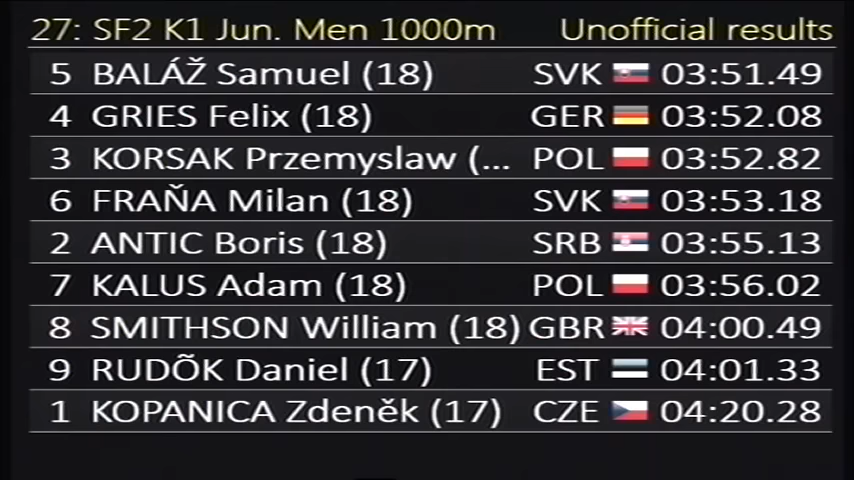 27: SF2 K1 Jun. Men 1000m Unofficial results
5 BALÁŽ Samuel (18) SVK 03:51.49
4 GRIES Felix (18) GER 03:52.08
3 KORSAK Przemyslaw (... POL 03:52.82
6 FRAŇA Milan (18) SVK 03:53.18
2 ANTIC Boris (18) SRB 03:55.13
7 KALUS Adam (18) POL 03:56.02
8 SMITHSON William (18) GBR 04:00.49
9 RUDÕK Daniel (17) EST 04:01.33
1 KOPANICA Zdeněk (17) CZE 04:20.28